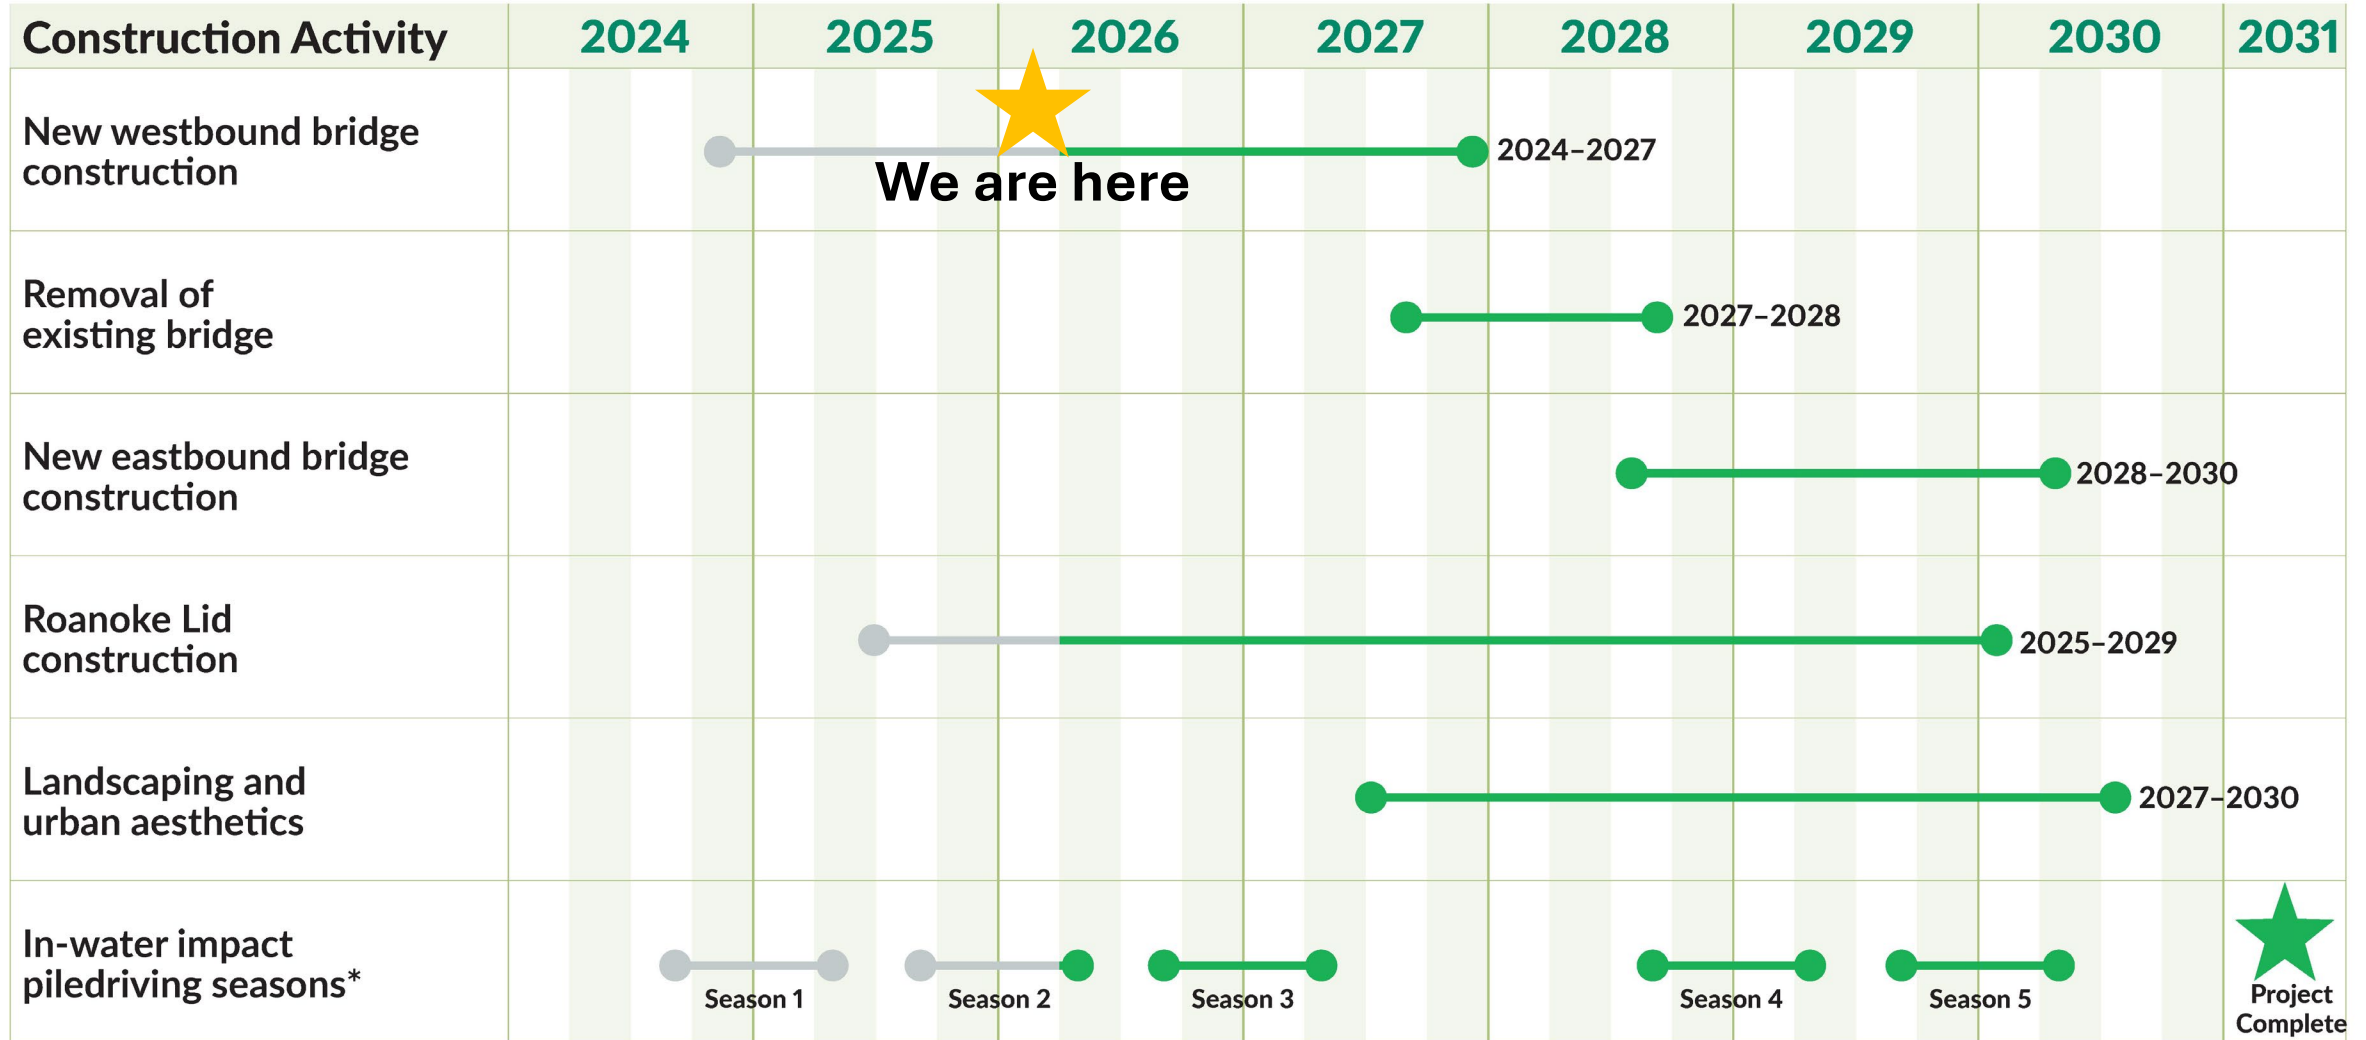 Construction Activity 2024 2025 2026 2027 2028 2029 2030 2031
New westbound bridge
construction
2024–2027
We are here
Removal of
existing bridge
2027–2028
New eastbound bridge
construction
2028–2030
Roanoke Lid
construction
2025–2029
Landscaping and
urban aesthetics
2027–2030
In-water impact
piledriving seasons*
Season 1 Season 2 Season 3 Season 4 Season 5
Project
Complete